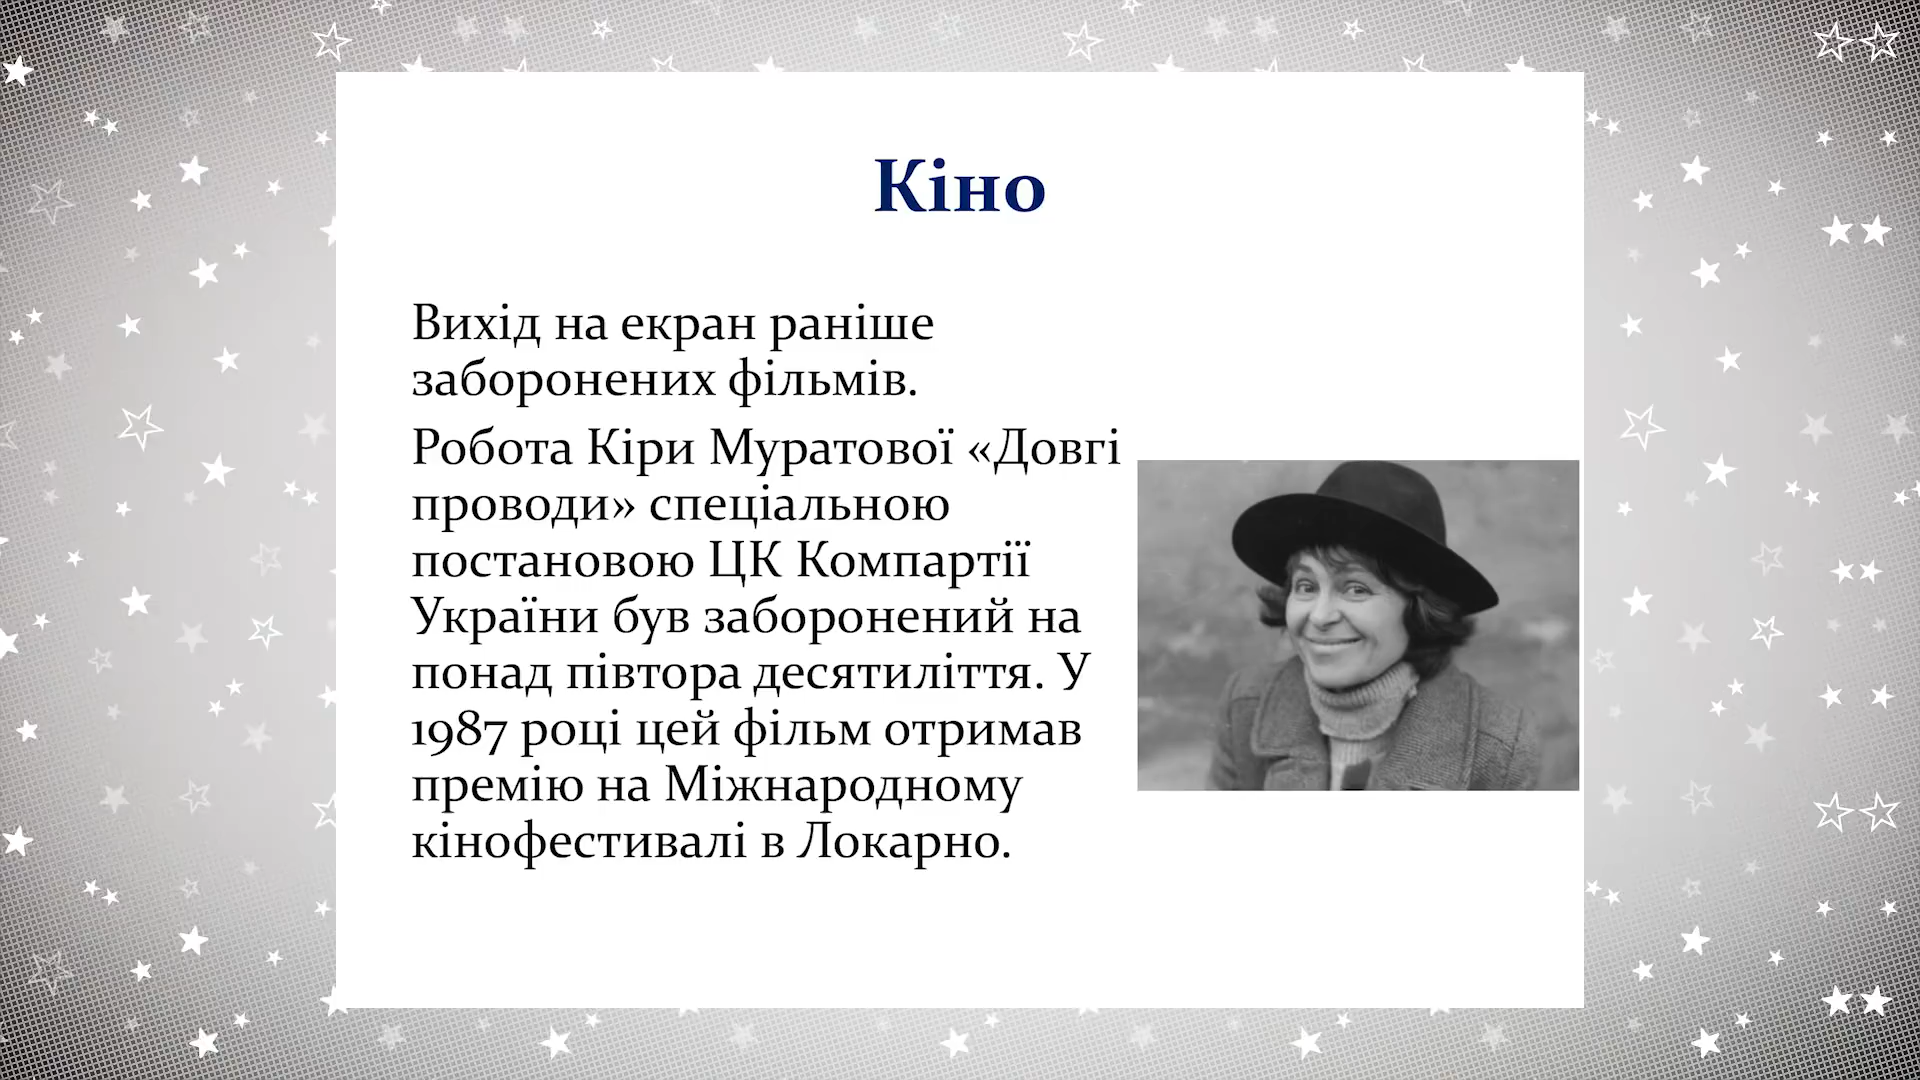 Кіно
Вихід на екран раніше
заборонених фільмів.
Робота Кіри Муратової «Довгі
проводи» спеціальною
постановою ЦК Компартії
України був заборонений на
понад півтора десятиліття. У
1987 році цей фільм отримав
премію на Міжнародному
кінофестивалі в Локарно.